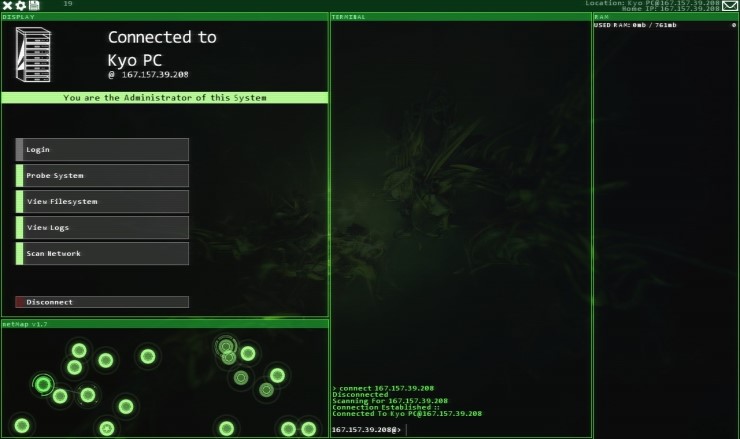 19
Location: Kyo PC@167.157.39.208
Home IP: 167.157.39.208
DISPLAY
Connected to
Kyo PC
@ 167.157.39.208
You are the Administrator of this System
Login
Probe System
View Filesystem
View Logs
Scan Network
Disconnect
netMap v1.7
TERMINAL
> connect 167.157.39.208
Disconnected
Scanning For 167.157.39.208
Connection Established ::
Connected To Kyo PC@167.157.39.208
167.157.39.208@>
RAM
USED RAM: 0mb / 761mb
0